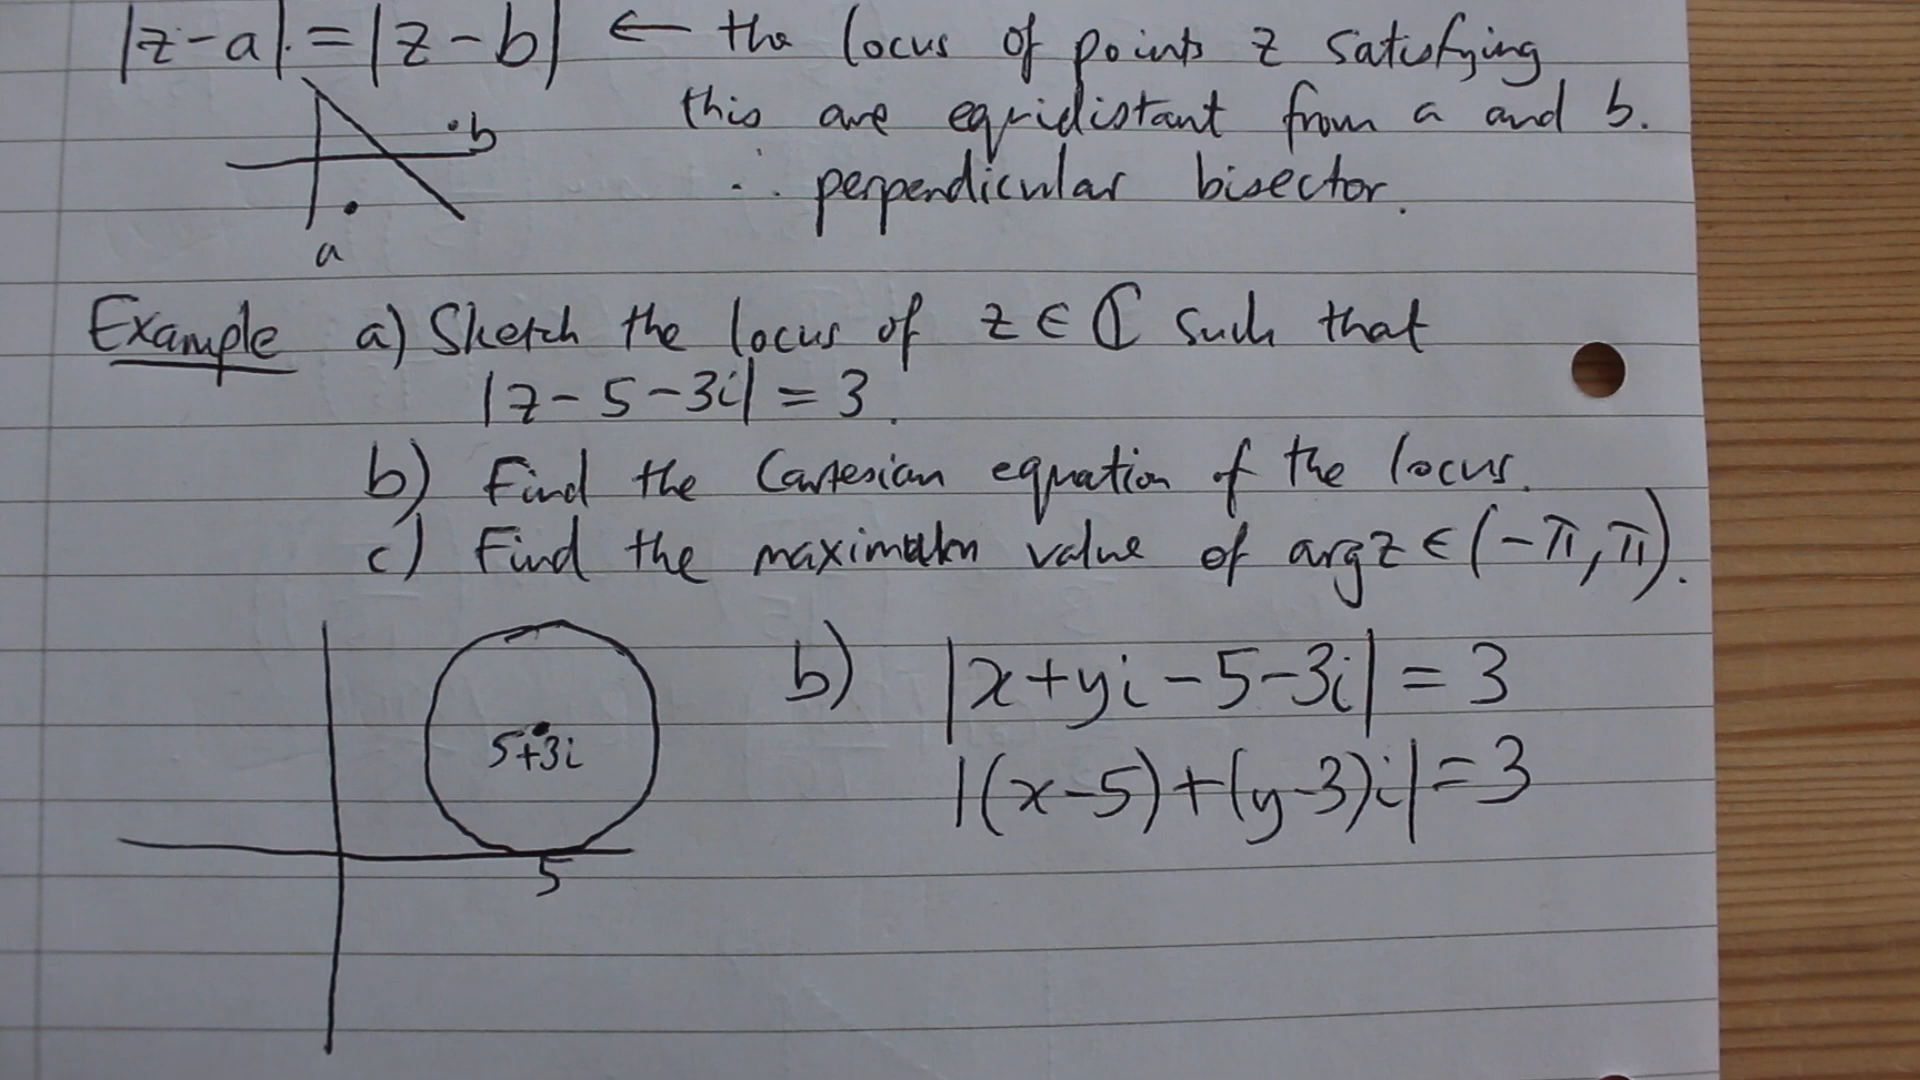 |z-a| = |z-b| ← the locus of points z satisfying
this are equidistant from a and b.
b
∴ perpendicular bisector.
a
Example a) Sketch the locus of z ∈ ℂ such that
|z-5-3i| = 3.
b) Find the Cartesian equation of the locus.
c) Find the maximum value of arg z ∈ (-π, π).
b) |x+yi-5-3i| = 3
5+3i
|(x-5)+(y-3)i| = 3
5